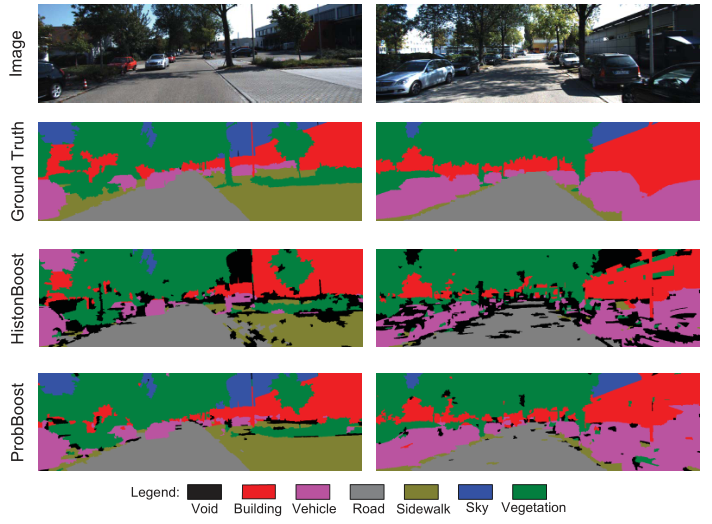 Image
Ground Truth
HistonBoost
ProbBoost
Legend:
Void Building Vehicle Road Sidewalk Sky Vegetation